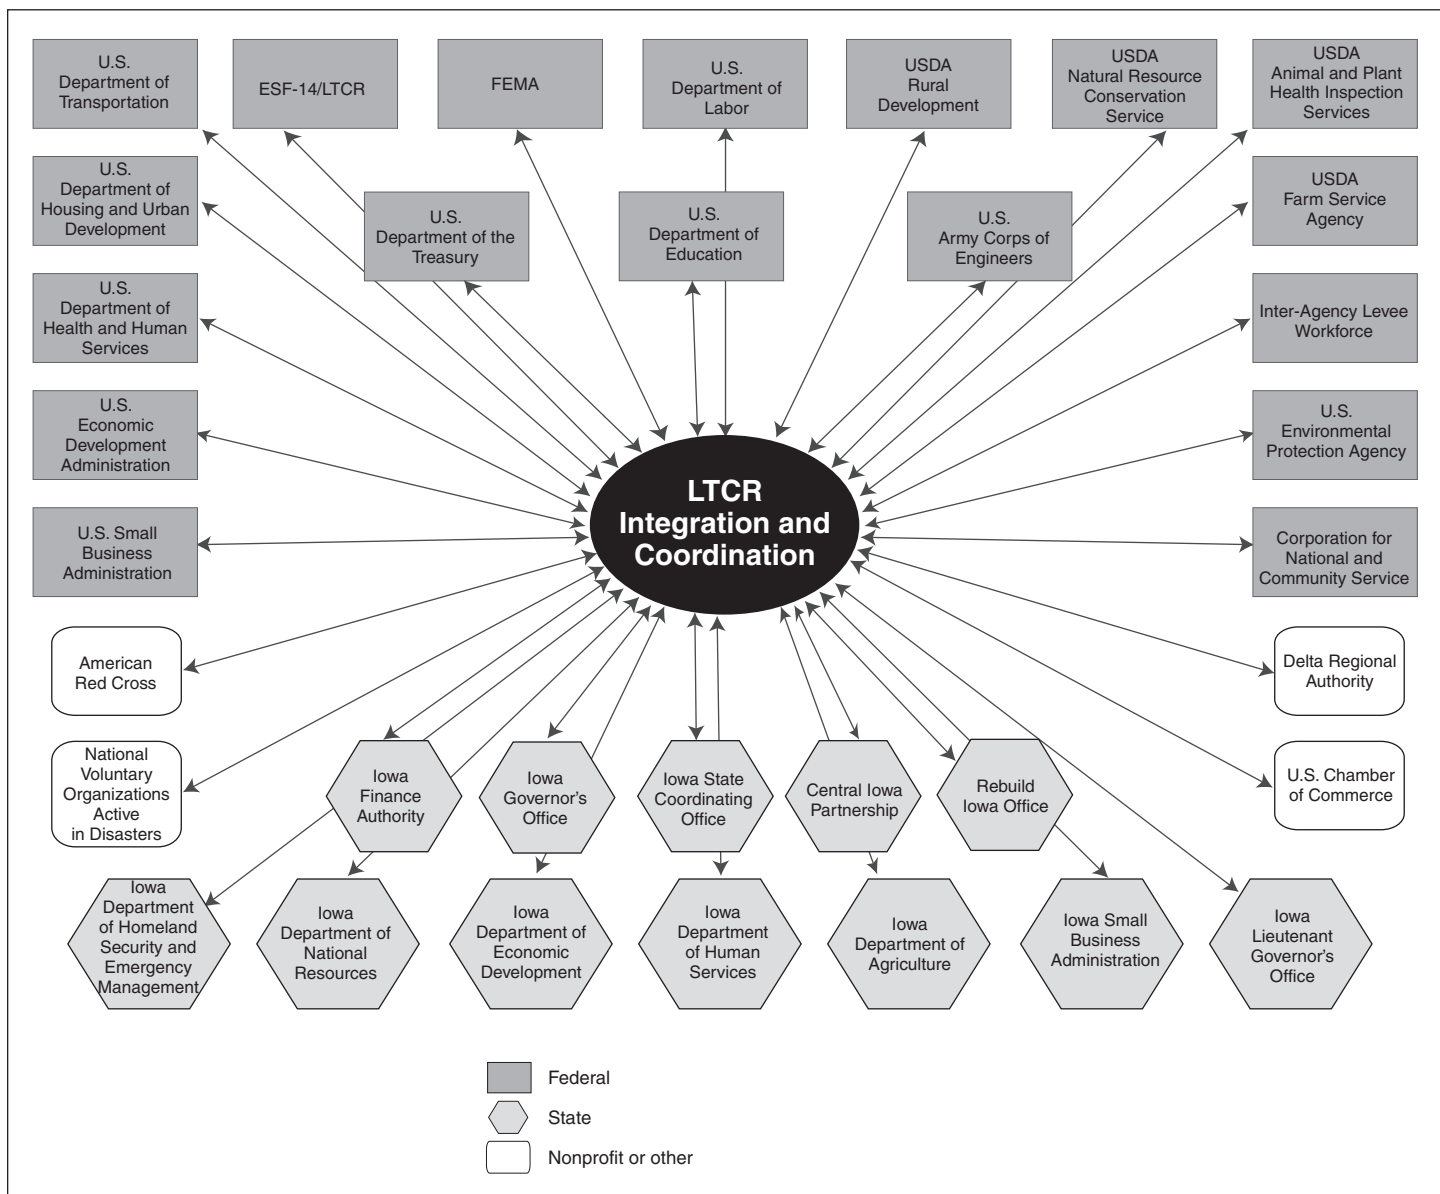 U.S.
Department of
Transportation
ESF-14/LTCR
FEMA
U.S.
Department of
Labor
USDA
Rural
Development
USDA
Natural Resource
Conservation
Service
USDA
Animal and Plant
Health Inspection
Services
U.S.
Department of
Housing and Urban
Development
U.S.
Department of the
Treasury
U.S.
Department of
Education
U.S.
Army Corps of
Engineers
USDA
Farm Service
Agency
U.S.
Department of
Health and Human
Services
Inter-Agency Levee
Workforce
U.S.
Economic
Development
Administration
U.S.
Environmental
Protection Agency
LTCR
Integration and
Coordination
U.S. Small
Business
Administration
Corporation for
National and
Community Service
American
Red Cross
Delta Regional
Authority
National
Voluntary
Organizations
Active
in Disasters
Iowa
Finance
Authority
Iowa
Governor's
Office
Iowa State
Coordinating
Office
Central Iowa
Partnership
Rebuild
Iowa Office
U.S. Chamber
of Commerce
Iowa
Department
of Homeland
Security and
Emergency
Management
Iowa
Department of
National
Resources
Iowa
Department of
Economic
Development
Iowa
Department
of Human
Services
Iowa
Department of
Agriculture
Iowa Small
Business
Administration
Iowa
Lieutenant
Governor's
Office
Federal
State
Nonprofit or other